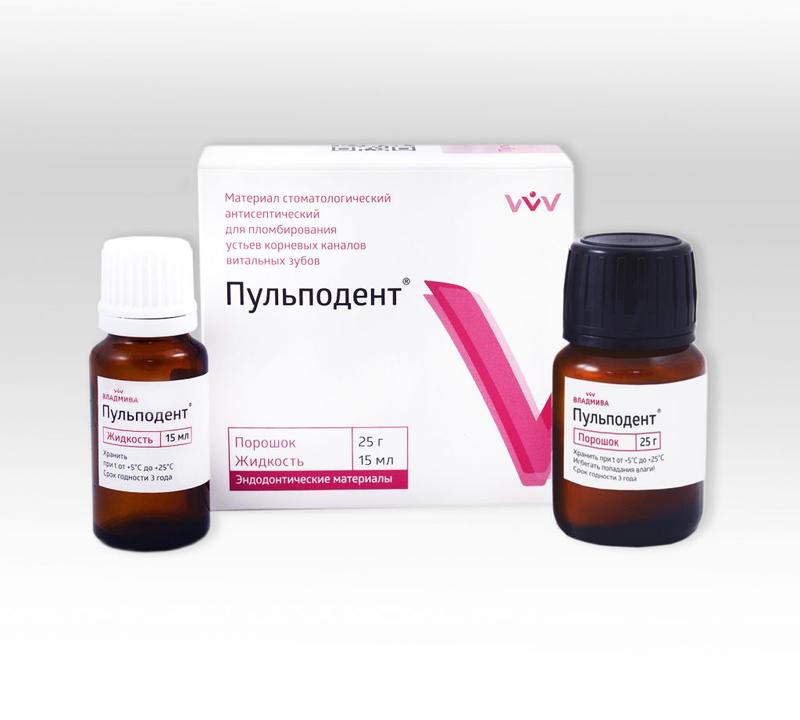 Материал стоматологический
антисептический
для пломбирования
устьев корневых каналов
витальных зубов
Пульподент®
Порошок 25 г
Жидкость 15 мл
Эндодонтические материалы
ВЛАДМИВА
Пульподент®
Жидкость 15 мл
Хранить
при t от +5°С до +25°С
Срок годности 3 года
ВЛАДМИВА
Пульподент®
Порошок 25 г
Хранить при t от +5°С до +25°С
Избегать попадания влаги!
Срок годности 3 года